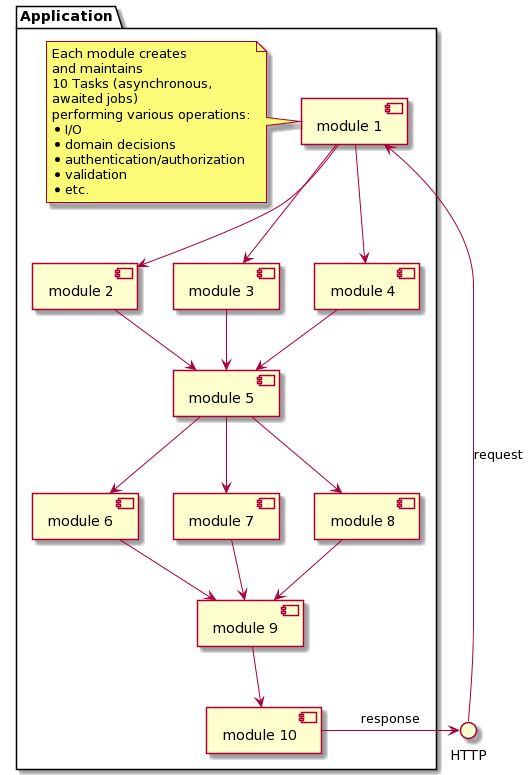 Application
Each module creates
and maintains
10 Tasks (asynchronous,
awaited jobs)
performing various operations:
• I/O
• domain decisions
• authentication/authorization
• validation
• etc.
module 1
module 2
module 3
module 4
module 5
request
module 6
module 7
module 8
module 9
module 10
response
HTTP